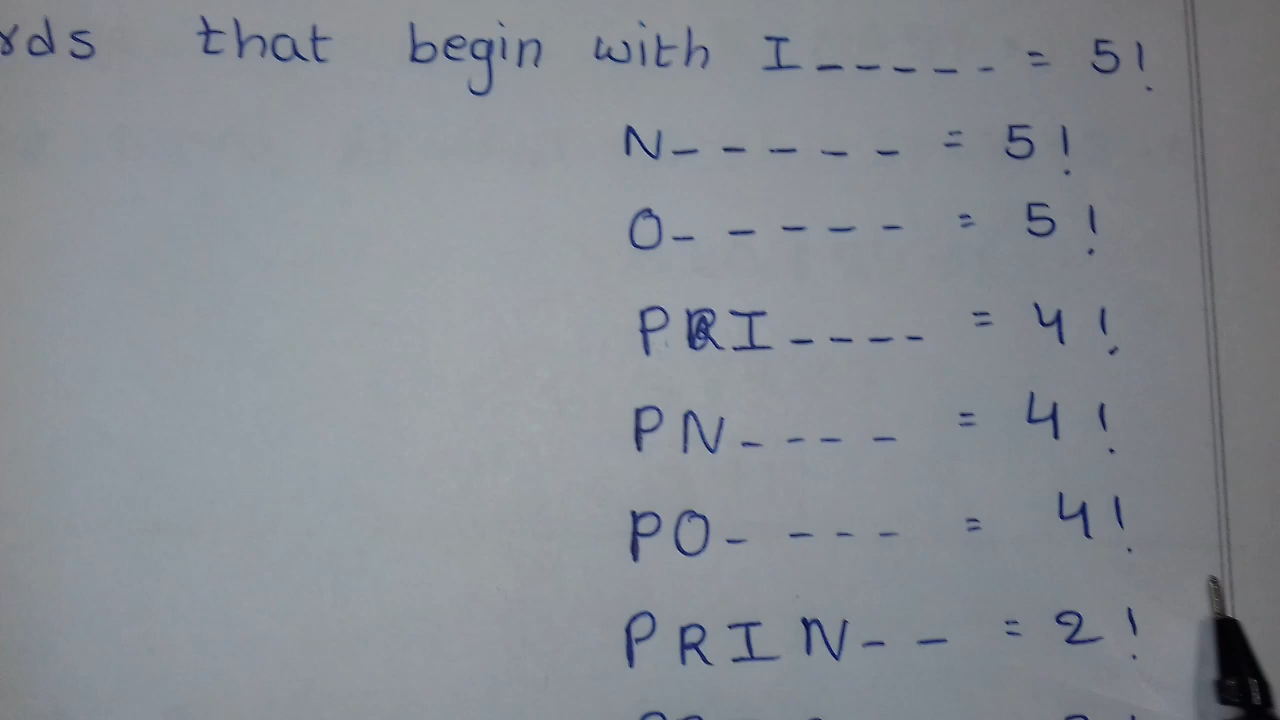 rds that begin with I _ _ _ _ _ = 5!
N _ _ _ _ _ = 5!
O _ _ _ _ _ = 5!
PRI _ _ _ _ = 4!
PN _ _ _ _ = 4!
PO _ _ _ _ = 4!
PRIN _ _ = 2!